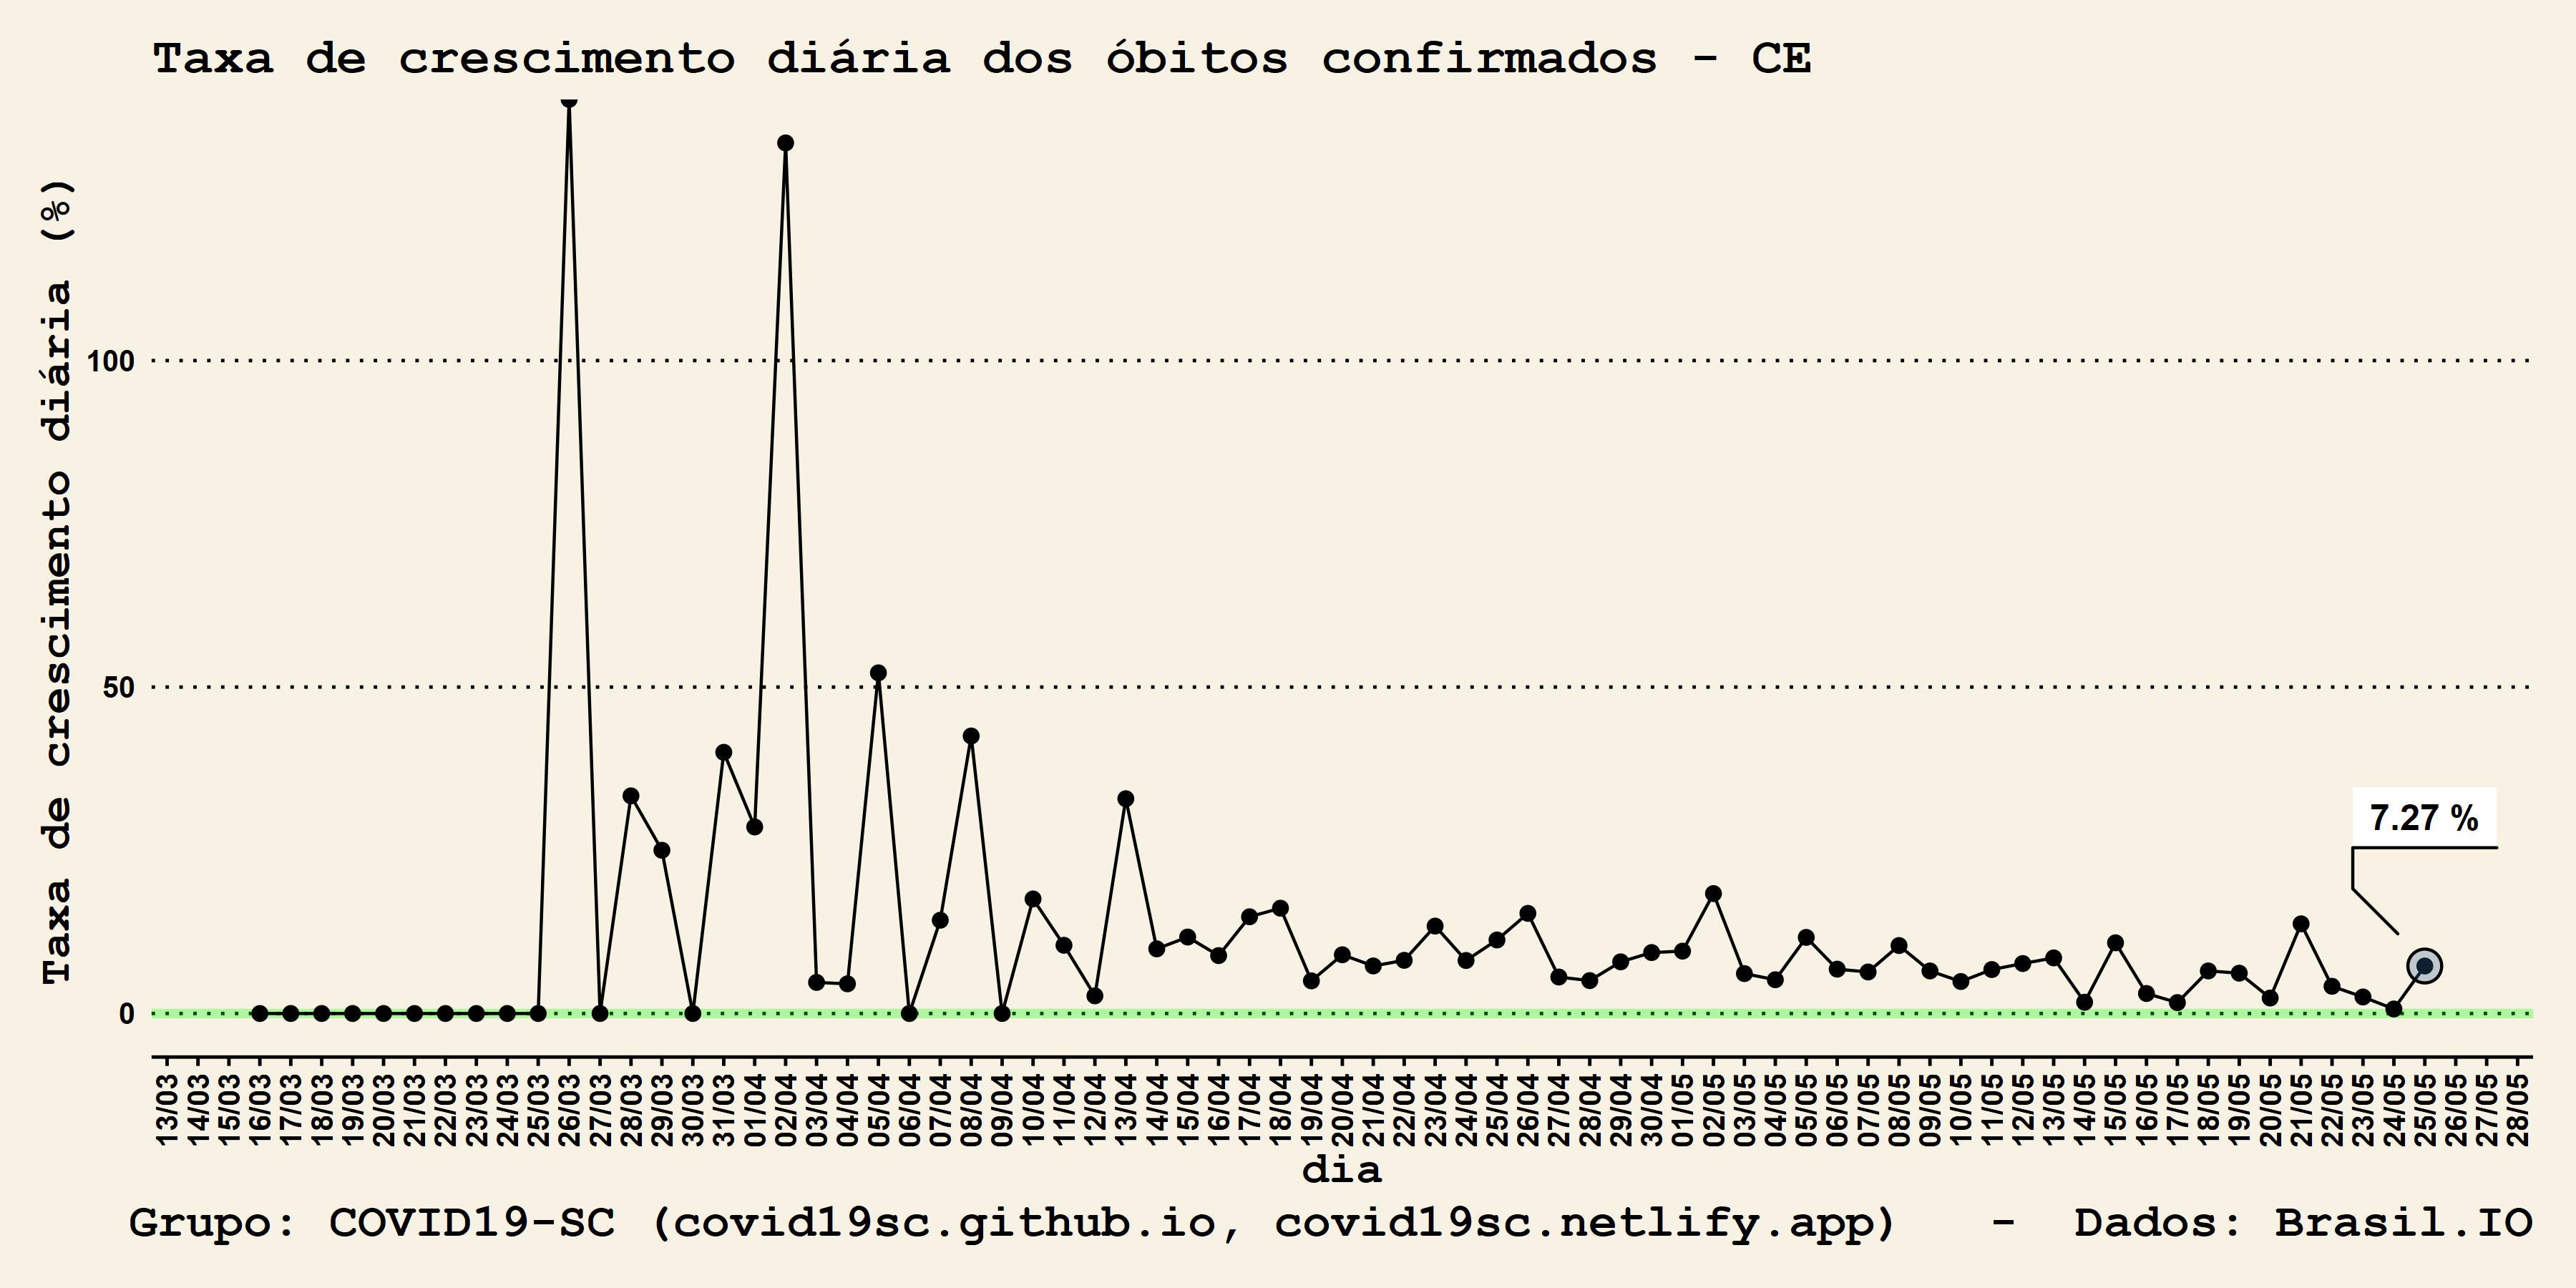 Taxa de crescimento diária dos óbitos confirmados - CE
Taxa de crescimento diária (%)
100
50
0
7.27 %
13/03 14/03 15/03 16/03 17/03 18/03 19/03 20/03 21/03 22/03 23/03 24/03 25/03 26/03 27/03 28/03 29/03 30/03 31/03 01/04 02/04 03/04 04/04 05/04 06/04 07/04 08/04 09/04 10/04 11/04 12/04 13/04 14/04 15/04 16/04 17/04 18/04 19/04 20/04 21/04 22/04 23/04 24/04 25/04 26/04 27/04 28/04 29/04 30/04 01/05 02/05 03/05 04/05 05/05 06/05 07/05 08/05 09/05 10/05 11/05 12/05 13/05 14/05 15/05 16/05 17/05 18/05 19/05 20/05 21/05 22/05 23/05 24/05 25/05 26/05 27/05 28/05
dia
Grupo: COVID19-SC (covid19sc.github.io, covid19sc.netlify.app) - Dados: Brasil.IO